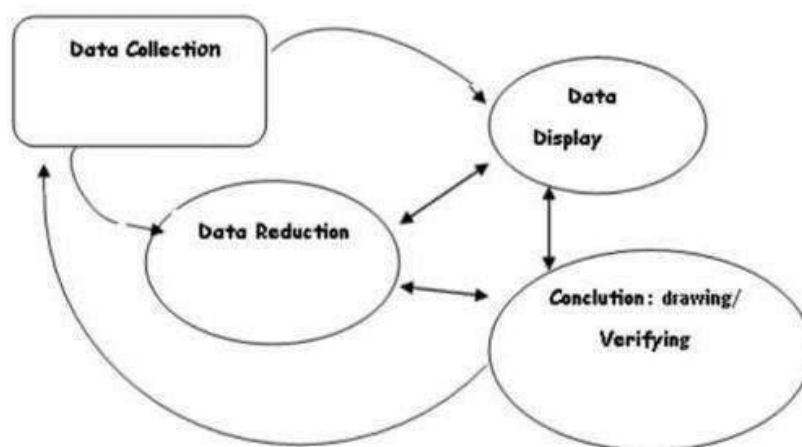 Data Collection
Data
Display
Data Reduction
Conclution: drawing/
Verifying